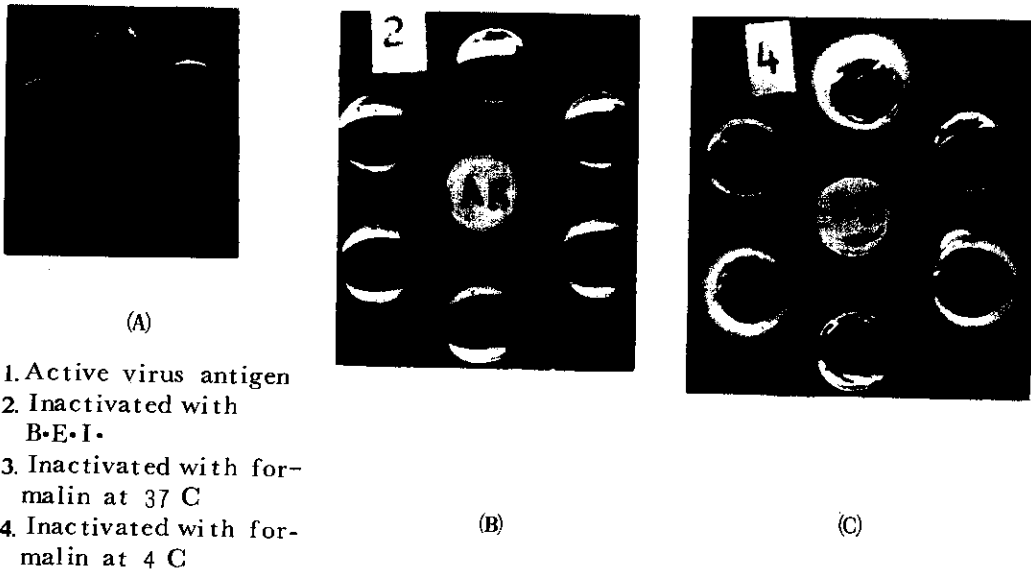 2
4
(A)
1. Active virus antigen
2. Inactivated with
B·E·I·
3. Inactivated with for-
malin at 37 C
4. Inactivated with for-
malin at 4 C
(B)
(C)